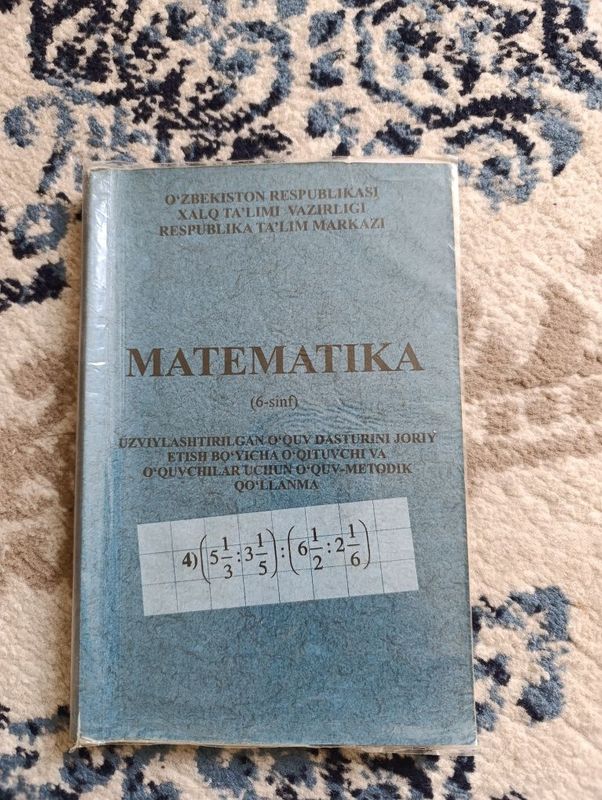 O‘ZBEKISTON RESPUBLIKASI
XALQ TA’LIMI VAZIRLIGI
RESPUBLIKA TA’LIM MARKAZI
MATEMATIKA
(6-sinf)
UZVIYLASHTIRILGAN O‘QUV DASTURINI JORIY
ETISH BO‘YICHA O‘QITUVCHI VA
O‘QUVCHILAR UCHUN O‘QUV-METODIK
QO‘LLANMA
4) (5 1/3 : 3 1/5) : (6 1/2 : 2 1/6)